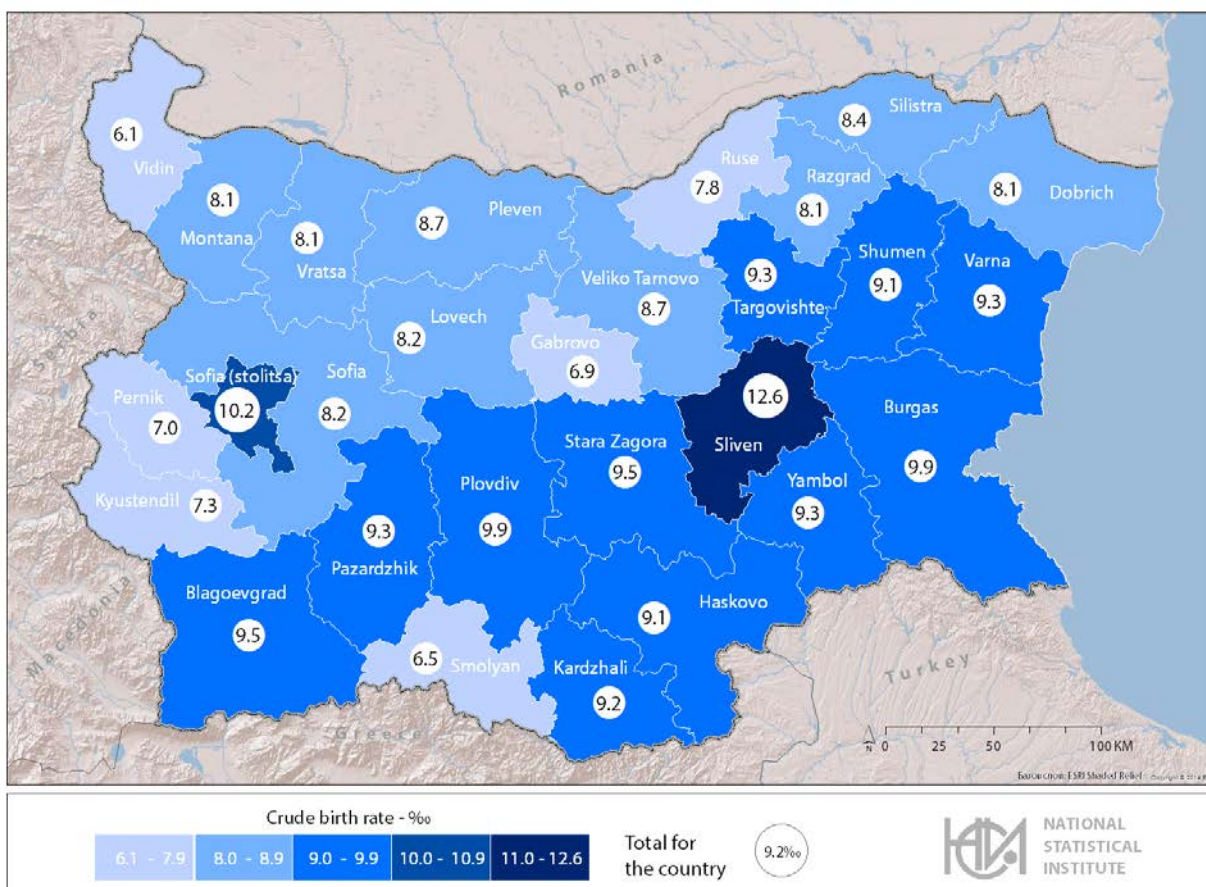 Romania
Silistra
8.4
6.1
Vidin
Ruse
7.8
Razgrad
8.1
8.1
Dobrich
8.1
Montana
8.7
Pleven
8.1
Vratsa
Shumen
9.1
Varna
9.3
9.3
Targovishte
Veliko Tarnovo
8.7
Lovech
8.2
Gabrovo
6.9
Serbia
Sofia (stolitsa)
10.2
Sofia
8.2
Pernik
7.0
12.6
Sliven
Burgas
9.9
Stara Zagora
9.5
Kyustendil
7.3
Plovdiv
9.9
Yambol
9.3
9.3
Pazardzhik
Blagoevgrad
9.5
Haskovo
9.1
Macedonia
6.5
Smolyan
Kardzhali
9.2
Turkey
Greece
N
0 25 50 100 KM
ESRI Shaded Relief
Crude birth rate - ‰
6.1 - 7.9
8.0 - 8.9
9.0 - 9.9
10.0 - 10.9
11.0 - 12.6
Total for
the country
9.2‰
НСИ
NATIONAL
STATISTICAL
INSTITUTE